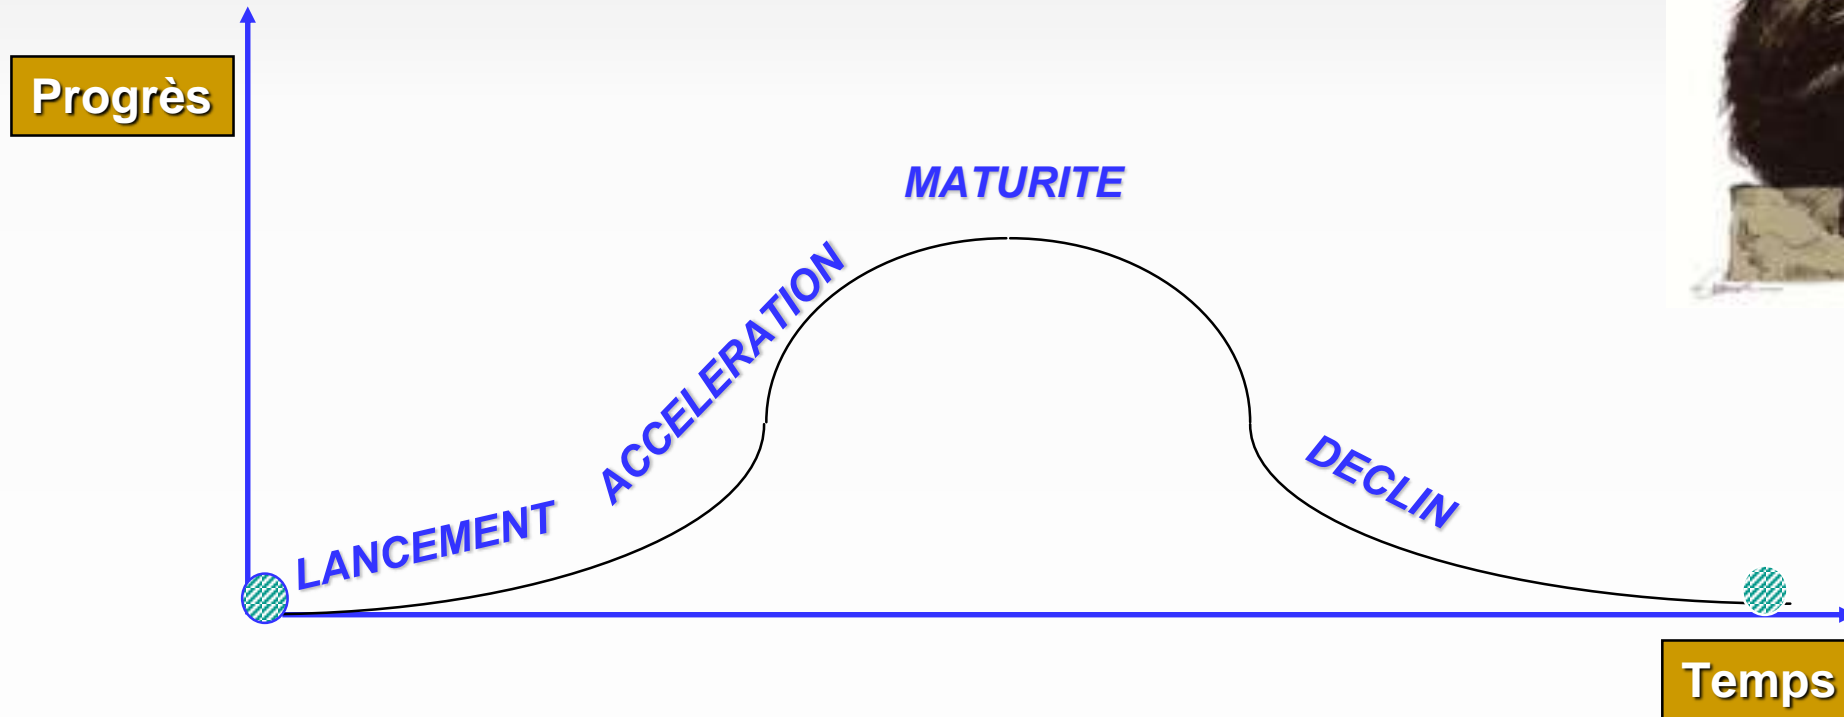 Progrès
MATURITE
ACCELERATION
LANCEMENT
DECLIN
Temps